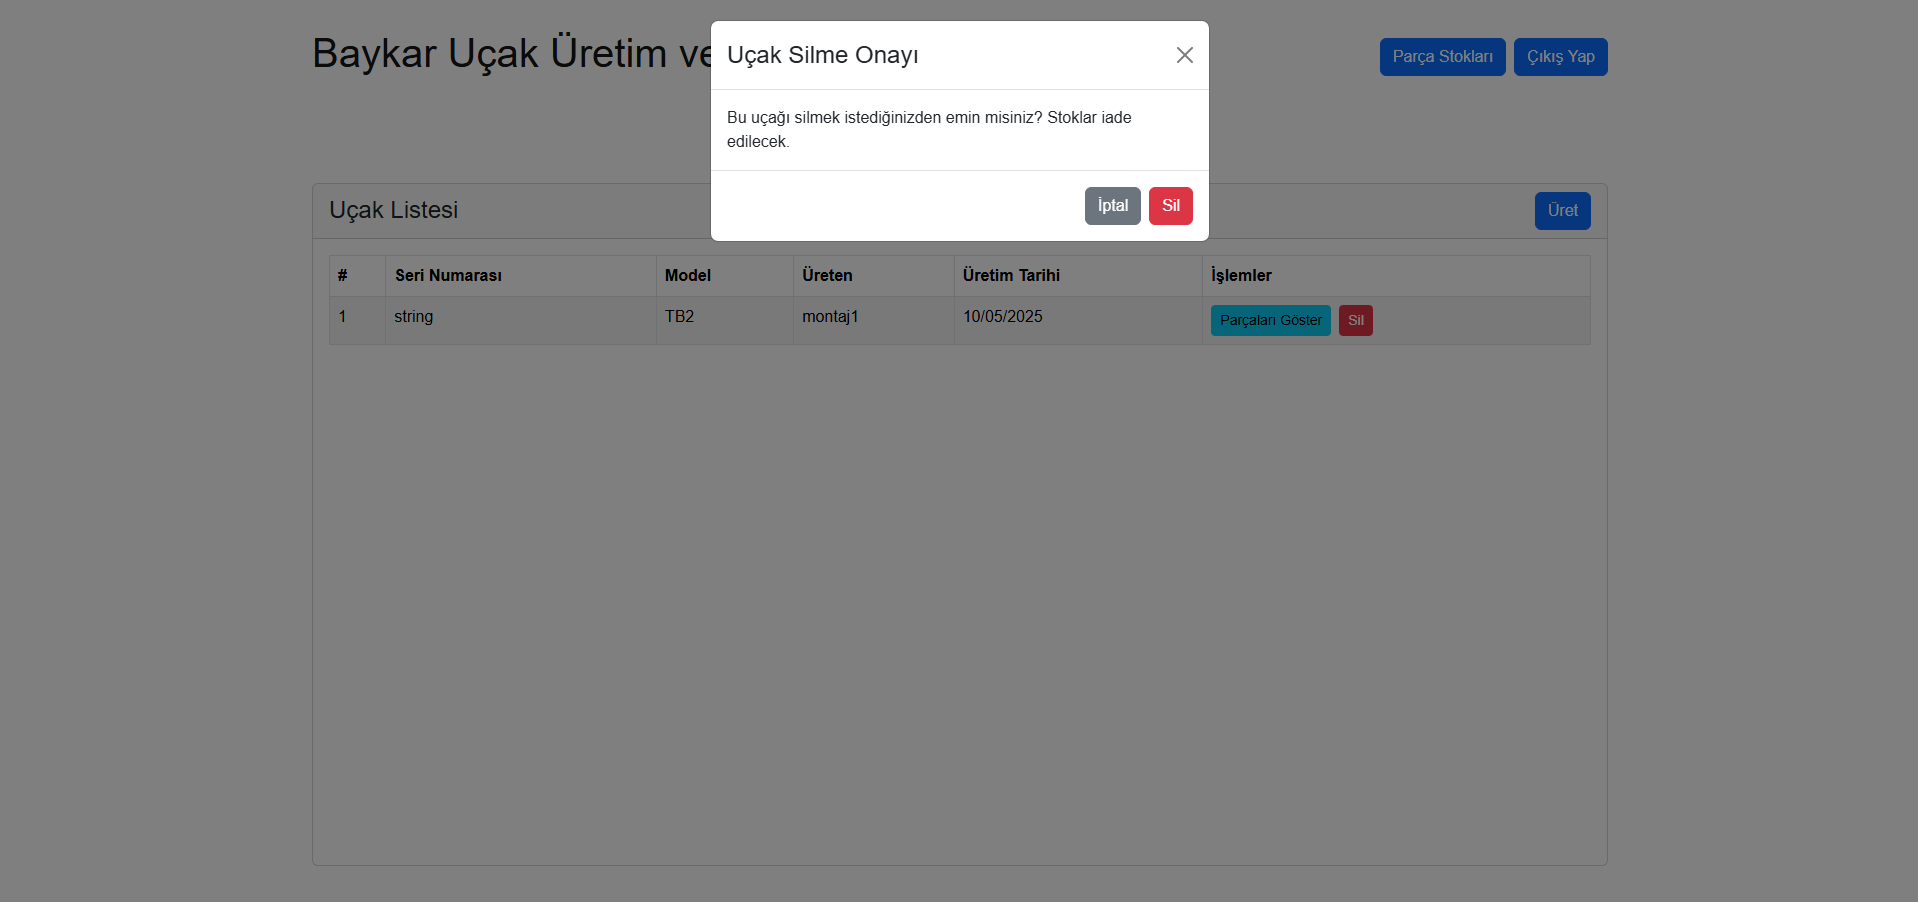 Baykar Uçak Üretim ve
Parça Stokları
Çıkış Yap
Uçak Silme Onayı
Bu uçağı silmek istediğinizden emin misiniz? Stoklar iade
edilecek.
İptal
Sil
Uçak Listesi
Üret
# Seri Numarası Model Üreten Üretim Tarihi İşlemler
1 string TB2 montaj1 10/05/2025 Parçaları Göster Sil